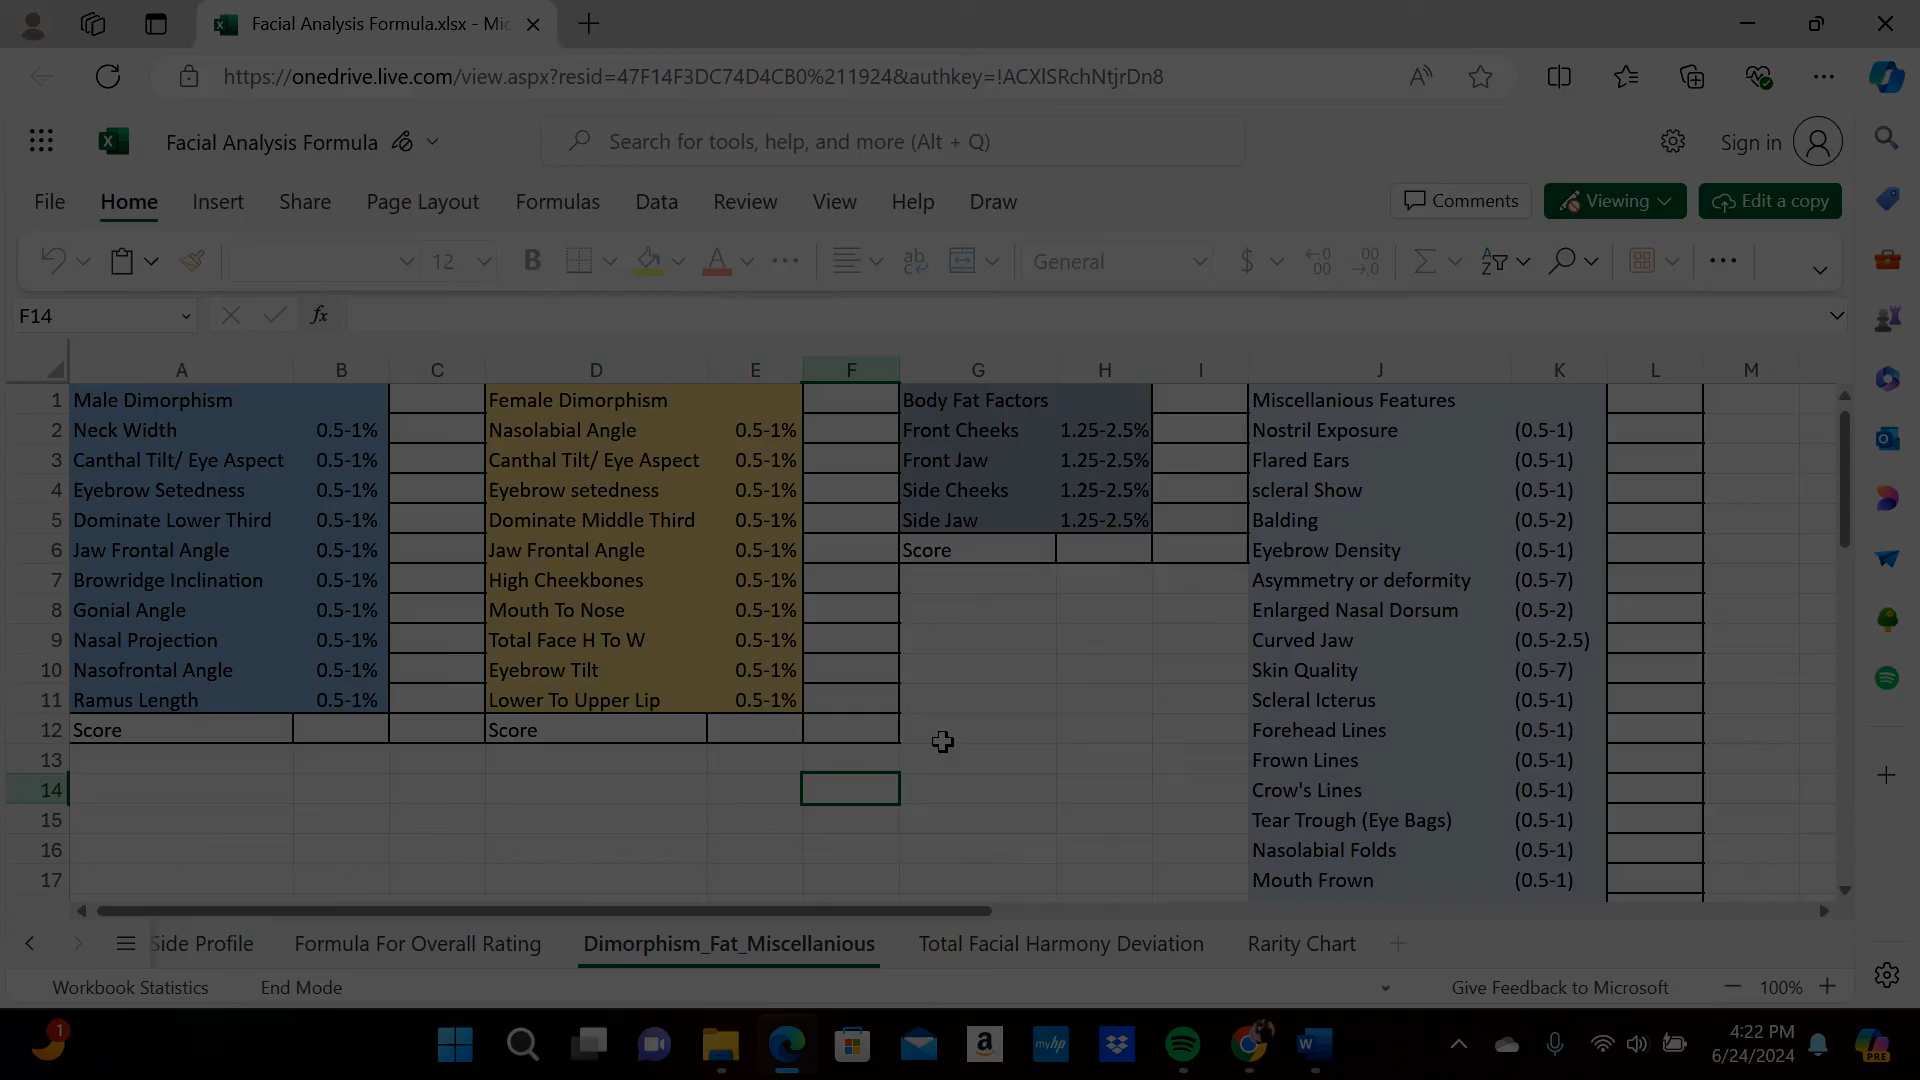 Facial Analysis Formula.xlsx - Mic
https://onedrive.live.com/view.aspx?resid=47F14F3DC74D4CB0%211924&authkey=!ACXlSRchNtjrDn8
Facial Analysis Formula
Search for tools, help, and more (Alt + Q)
Sign in
File Home Insert Share Page Layout Formulas Data Review View Help Draw
Comments Viewing Edit a copy
12 B A ab General $
F14 fx
A B C D E F G H I J K L M
1 Male Dimorphism Female Dimorphism Body Fat Factors Miscellanious Features
2 Neck Width 0.5-1% Nasolabial Angle 0.5-1% Front Cheeks 1.25-2.5% Nostril Exposure (0.5-1)
3 Canthal Tilt/ Eye Aspect 0.5-1% Canthal Tilt/ Eye Aspect 0.5-1% Front Jaw 1.25-2.5% Flared Ears (0.5-1)
4 Eyebrow Setedness 0.5-1% Eyebrow setedness 0.5-1% Side Cheeks 1.25-2.5% scleral Show (0.5-1)
5 Dominate Lower Third 0.5-1% Dominate Middle Third 0.5-1% Side Jaw 1.25-2.5% Balding (0.5-2)
6 Jaw Frontal Angle 0.5-1% Jaw Frontal Angle 0.5-1% Score Eyebrow Density (0.5-1)
7 Browridge Inclination 0.5-1% High Cheekbones 0.5-1% Asymmetry or deformity (0.5-7)
8 Gonial Angle 0.5-1% Mouth To Nose 0.5-1% Enlarged Nasal Dorsum (0.5-2)
9 Nasal Projection 0.5-1% Total Face H To W 0.5-1% Curved Jaw (0.5-2.5)
10 Nasofrontal Angle 0.5-1% Eyebrow Tilt 0.5-1% Skin Quality (0.5-7)
11 Ramus Length 0.5-1% Lower To Upper Lip 0.5-1% Scleral Icterus (0.5-1)
12 Score Score Forehead Lines (0.5-1)
13 Frown Lines (0.5-1)
14 Crow's Lines (0.5-1)
15 Tear Trough (Eye Bags) (0.5-1)
16 Nasolabial Folds (0.5-1)
17 Mouth Frown (0.5-1)
Side Profile Formula For Overall Rating Dimorphism_Fat_Miscellanious Total Facial Harmony Deviation Rarity Chart
Workbook Statistics End Mode Give Feedback to Microsoft 100%
1 4:22 PM
6/24/2024